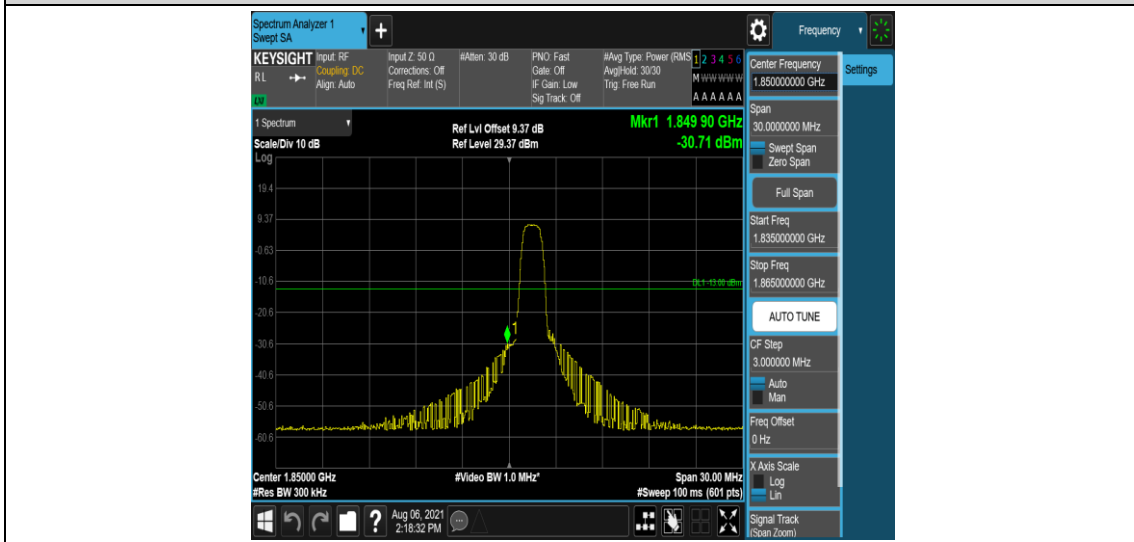 Spectrum Analyzer 1
Swept SA
Frequency
KEYSIGHT
RL
LXI
Input: RF
Coupling: DC
Align: Auto
Input Z: 50 Ω
Corrections: Off
Freq Ref: Int (S)
#Atten: 30 dB
PNO: Fast
Gate: Off
IF Gain: Low
Sig Track: Off
#Avg Type: Power (RMS
Avg|Hold: 30/30
Trig: Free Run
1 2 3 4 5 6
M W W W W W
A A A A A A
1 Spectrum
Scale/Div 10 dB
Log
Ref Lvl Offset 9.37 dB
Ref Level 29.37 dBm
Mkr1 1.849 90 GHz
-30.71 dBm
19.4
9.37
-0.63
-10.6
DL1 -13.00 dBm
-20.6
1
-30.6
-40.6
-50.6
-60.6
Center 1.85000 GHz
#Res BW 300 kHz
#Video BW 1.0 MHz*
Span 30.00 MHz
#Sweep 100 ms (601 pts)
Aug 06, 2021
2:18:32 PM
Center Frequency
1.850000000 GHz
Settings
Span
30.0000000 MHz
Swept Span
Zero Span
Full Span
Start Freq
1.835000000 GHz
Stop Freq
1.865000000 GHz
AUTO TUNE
CF Step
3.000000 MHz
Auto
Man
Freq Offset
0 Hz
X Axis Scale
Log
Lin
Signal Track
(Span Zoom)